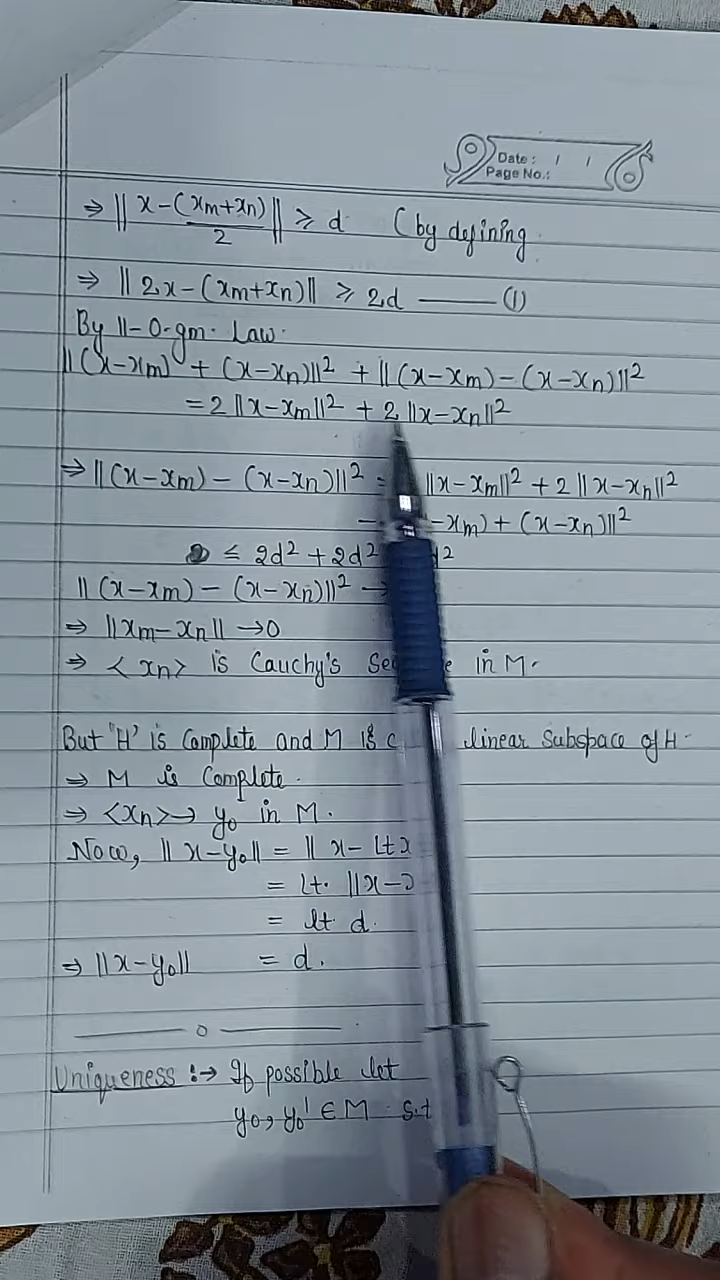 Date : / /
Page No.:
⇒ || x-(xm+xn)/2 || ≥ d (by defining
⇒ || 2x-(xm+xn)|| ≥ 2d —— (1)
By ||-0-gm. Law.
||(x-xm) + (x-xn)||² + ||(x-xm)-(x-xn)||²
= 2 ||x-xm||² + 2 ||x-xn||²
⇒ ||(x-xm) - (x-xn)||² = ||x-xm||² + 2 ||x-xn||²
- -xm) + (x-xn)||²
≤ 2d² + 2d²
|| (x-xm) - (x-xn)||² →
⇒ ||xm-xn|| → 0
⇒ <xn> is Cauchy's in M.
But 'H' is Complete and M is linear Subspace of H.
⇒ M is Complete.
⇒ <xn> → y₀ in M.
Now, || x-y₀|| = || x- Lt
= Lt. ||x-
= lt d.
⇒ ||x-y₀|| = d.
—— o ——
Uniqueness :→ If possible let
y₀, y₀' ∈ M s.t